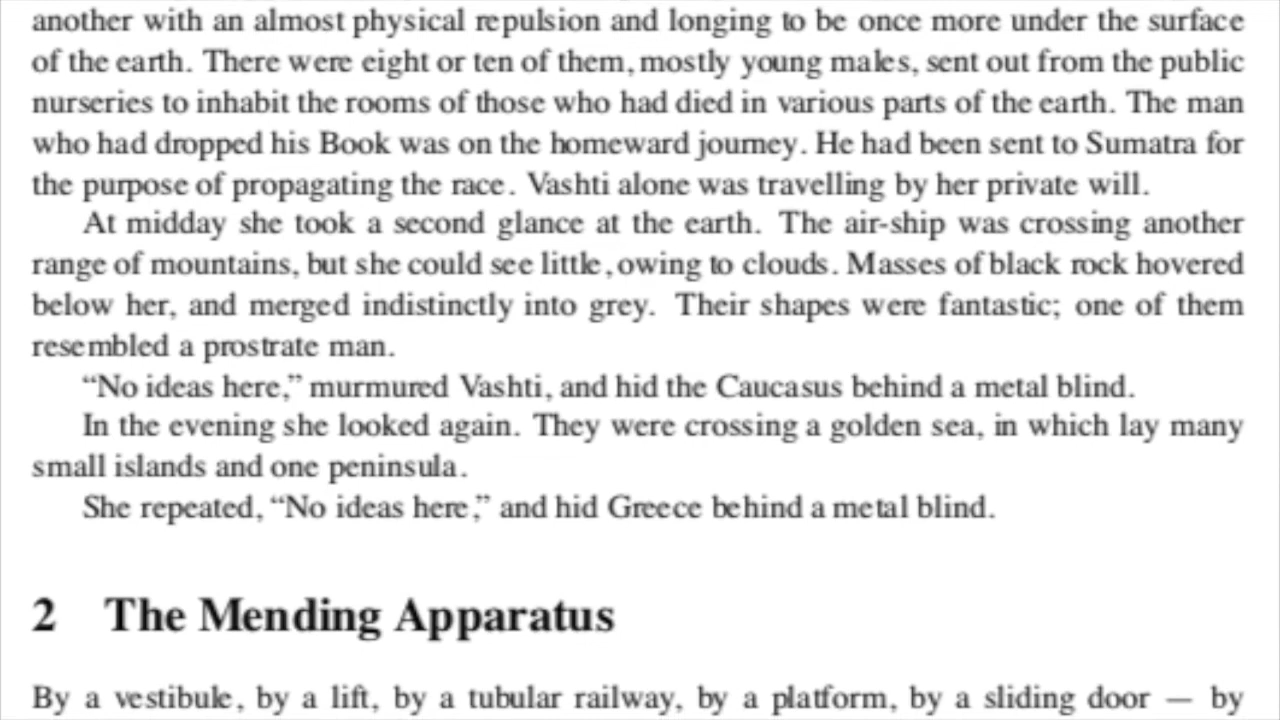 another with an almost physical repulsion and longing to be once more under the surface
of the earth. There were eight or ten of them, mostly young males, sent out from the public
nurseries to inhabit the rooms of those who had died in various parts of the earth. The man
who had dropped his Book was on the homeward journey. He had been sent to Sumatra for
the purpose of propagating the race. Vashti alone was travelling by her private will.
At midday she took a second glance at the earth. The air-ship was crossing another
range of mountains, but she could see little, owing to clouds. Masses of black rock hovered
below her, and merged indistinctly into grey. Their shapes were fantastic; one of them
resembled a prostrate man.
“No ideas here,” murmured Vashti, and hid the Caucasus behind a metal blind.
In the evening she looked again. They were crossing a golden sea, in which lay many
small islands and one peninsula.
She repeated, “No ideas here,” and hid Greece behind a metal blind.
2 The Mending Apparatus
By a vestibule, by a lift, by a tubular railway, by a platform, by a sliding door — by